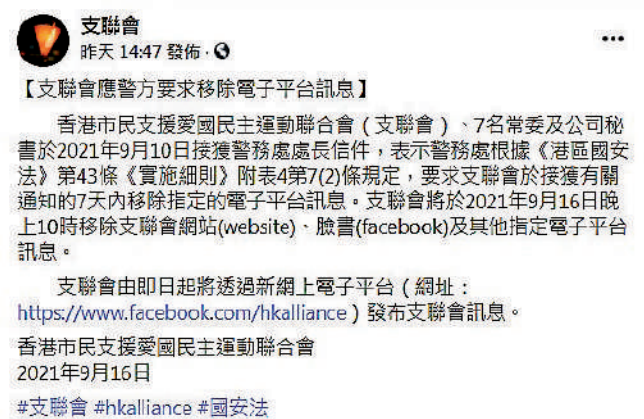 支聯會
昨天 14:47 發佈 ·
【支聯會應警方要求移除電子平台訊息】
香港市民支援愛國民主運動聯合會（支聯會）、7名常委及公司秘
書於2021年9月10日接獲警務處處長信件，表示警務處根據《港區國安
法》第43條《實施細則》附表4第7(2)條規定，要求支聯會於接獲有關
通知的7天內移除指定的電子平台訊息。支聯會將於2021年9月16日晚
上10時移除支聯會網站(website)、臉書(facebook)及其他指定電子平台
訊息。
支聯會由即日起將透過新網上電子平台（網址：
https://www.facebook.com/hkalliance）發布支聯會訊息。
香港市民支援愛國民主運動聯合會
2021年9月16日
#支聯會 #hkalliance #國安法